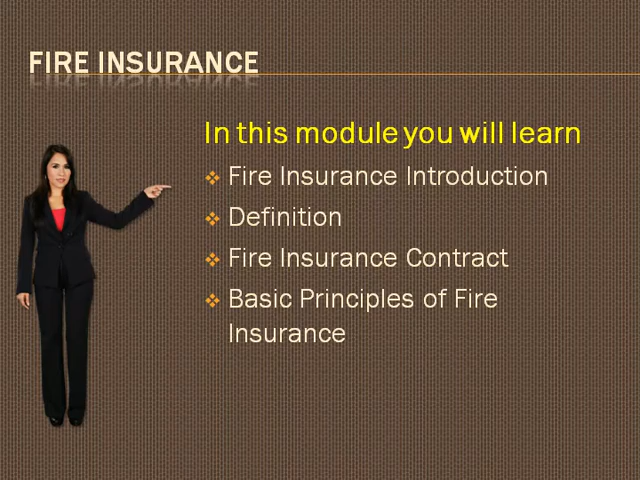 FIRE INSURANCE
In this module you will learn
Fire Insurance Introduction
Definition
Fire Insurance Contract
Basic Principles of Fire
Insurance